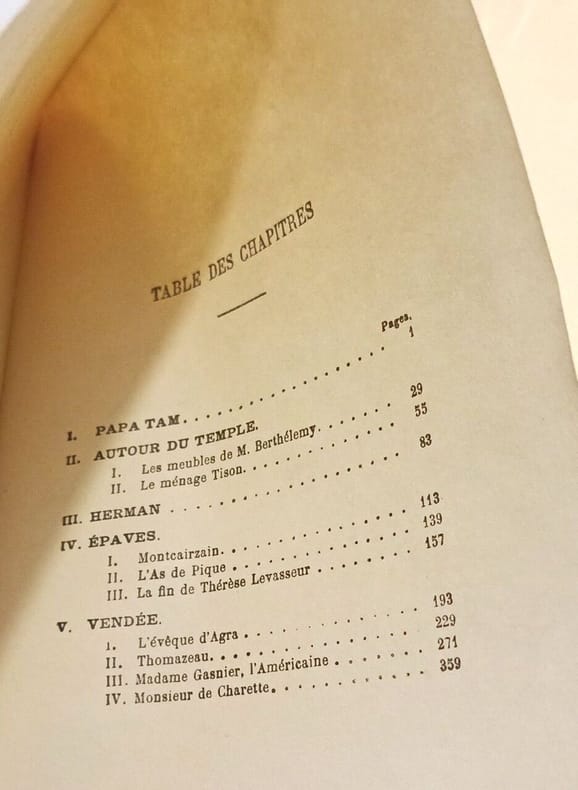 TABLE DES CHAPITRES
Pages.
I. PAPA TAM. . . . . . . . . . . . . . . . . . . . 1
II. AUTOUR DU TEMPLE.
I. Les meubles de M. Berthélemy. . . . . . . . 29
II. Le ménage Tison. . . . . . . . . . . . . . 55
III. HERMAN . . . . . . . . . . . . . . . . . . 83
IV. ÉPAVES.
I. Montcairzain. . . . . . . . . . . . . . . . 113
II. L'As de Pique . . . . . . . . . . . . . . 139
III. La fin de Thérèse Levasseur . . . . . . . . 157
V. VENDÉE.
I. L'évêque d'Agra . . . . . . . . . . . . . 193
II. Thomazeau. . . . . . . . . . . . . . . . 229
III. Madame Gasnier, l'Américaine . . . . . . . 271
IV. Monsieur de Charette. . . . . . . . . . . . 359